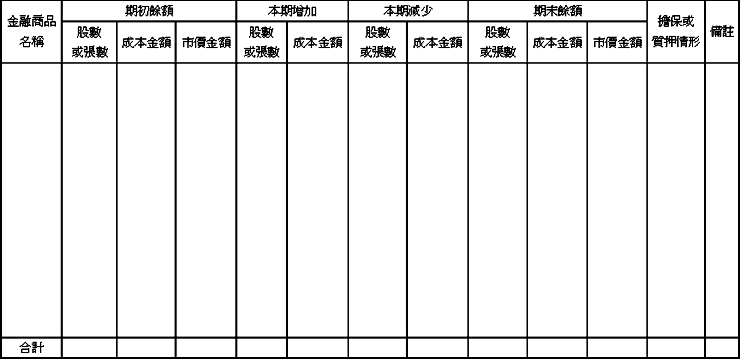 金融商品
名稱
期初餘額
本期增加
本期減少
期末餘額
擔保或
質押情形
備註
股數
或張數
成本金額
市價金額
股數
或張數
成本金額
股數
或張數
成本金額
股數
或張數
成本金額
市價金額
合計